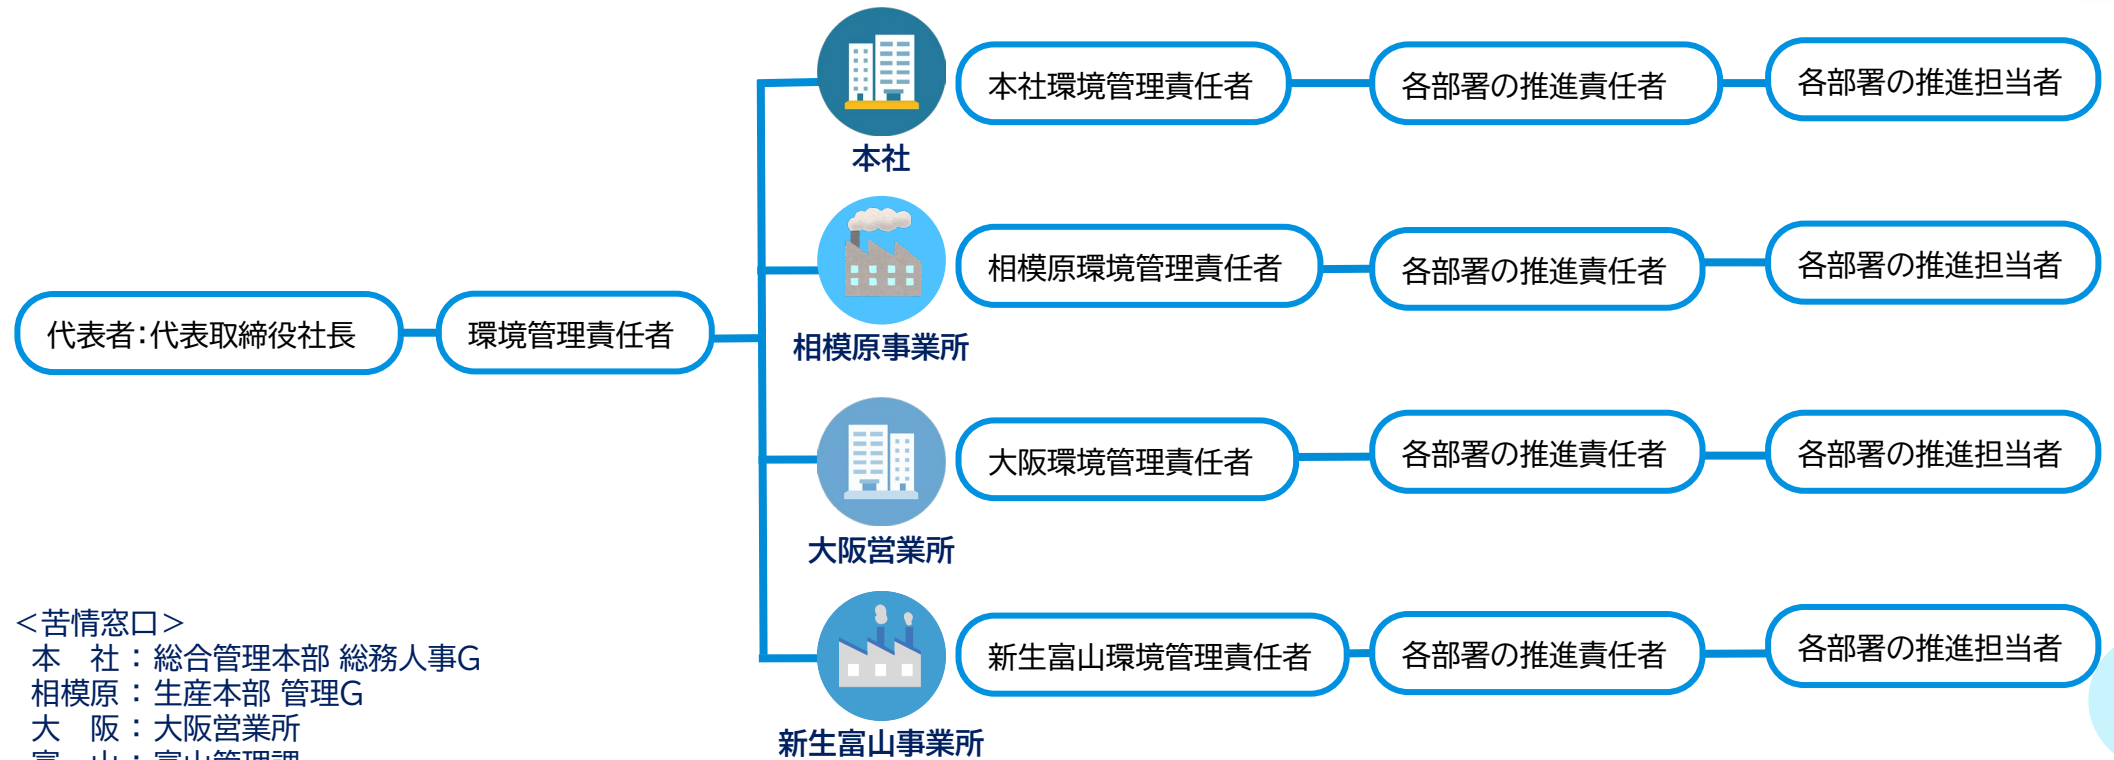 本社環境管理責任者
各部署の推進責任者
各部署の推進担当者
本社
相模原環境管理責任者
各部署の推進責任者
各部署の推進担当者
相模原事業所
代表者：代表取締役社長
環境管理責任者
大阪環境管理責任者
各部署の推進責任者
各部署の推進担当者
大阪営業所
新生富山環境管理責任者
各部署の推進責任者
各部署の推進担当者
新生富山事業所
＜苦情窓口＞
本　社：総合管理本部 総務人事G
相模原：生産本部 管理G
大　阪：大阪営業所
富　山：富山管理課